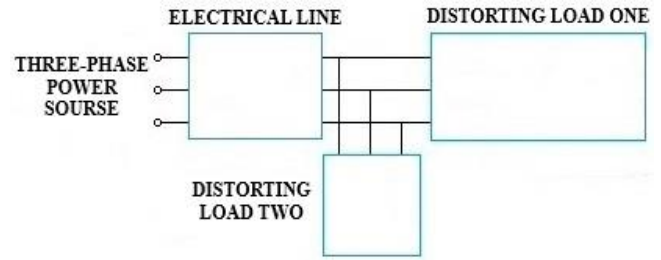 ELECTRICAL LINE
DISTORTING LOAD ONE
THREE-PHASE
POWER
SOURSE
DISTORTING
LOAD TWO